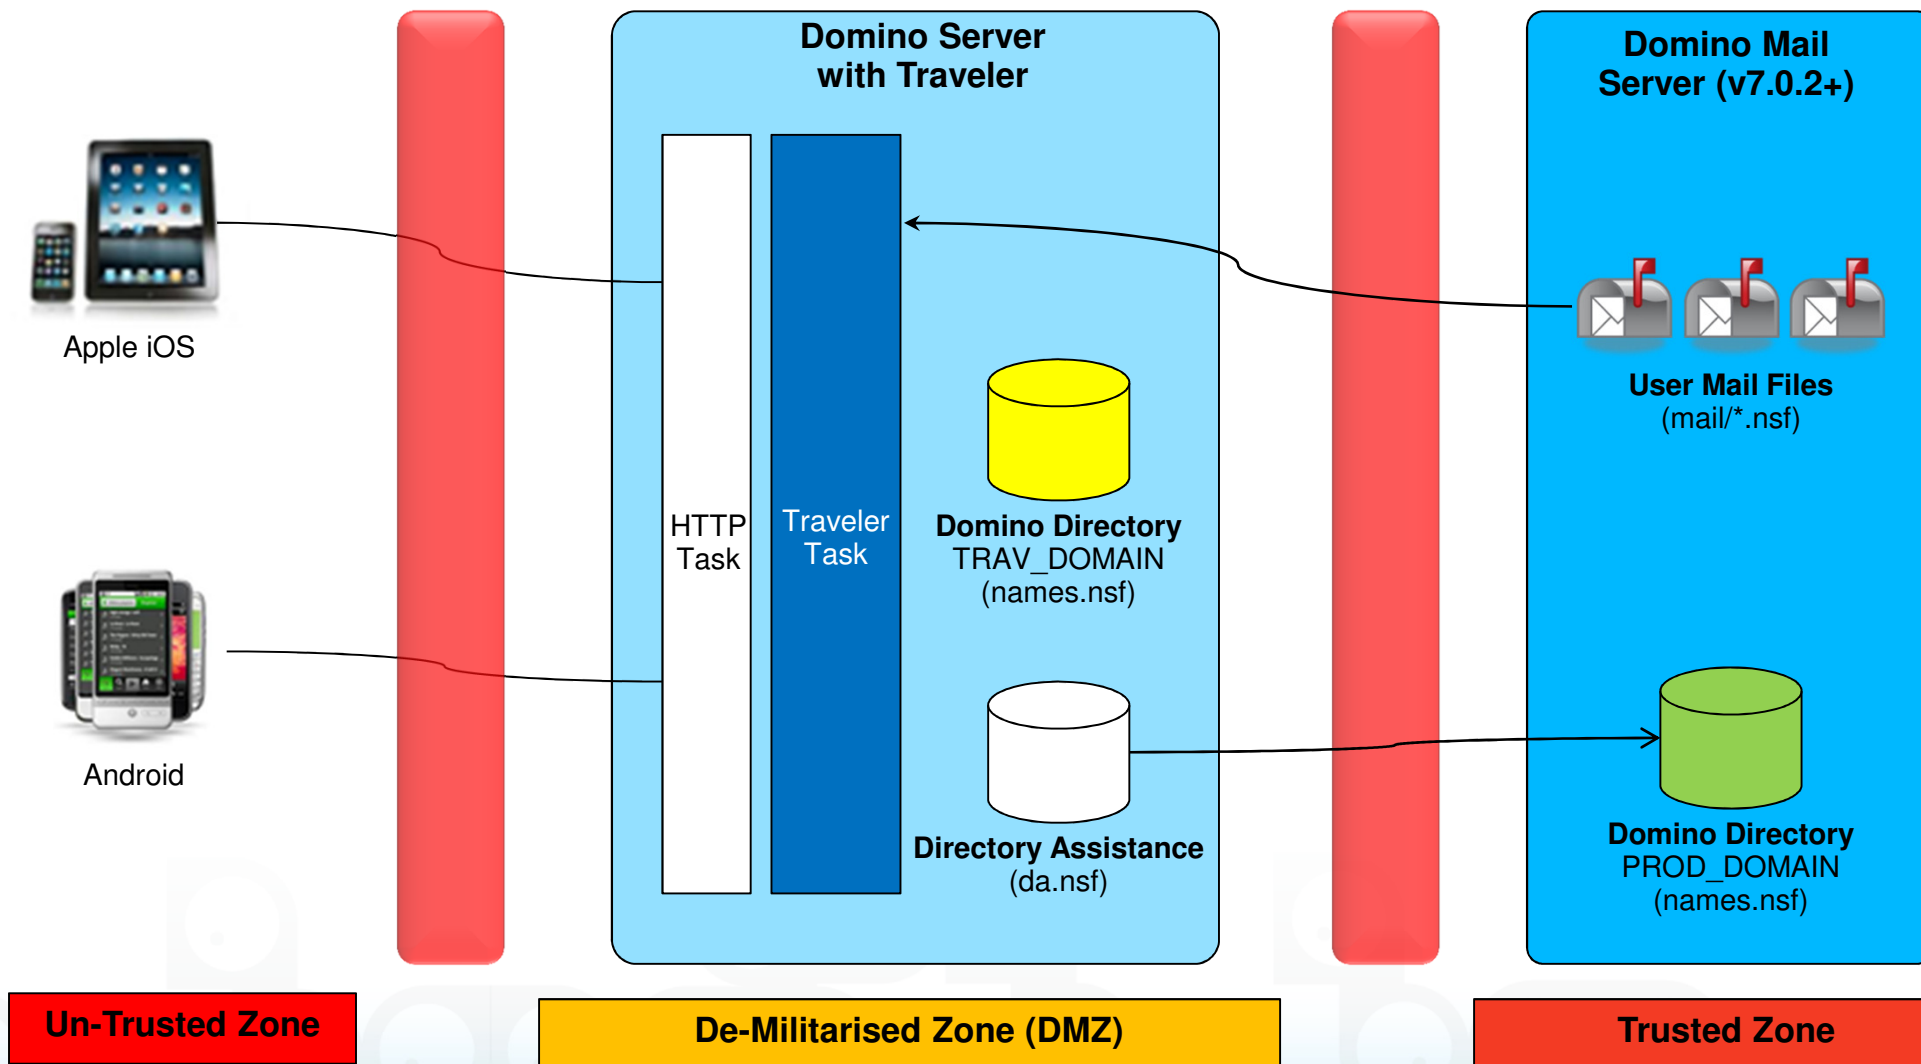 Domino Server
with Traveler
Domino Mail
Server (v7.0.2+)
Apple iOS
User Mail Files
(mail/*.nsf)
HTTP
Task
Traveler
Task
Domino Directory
TRAV_DOMAIN
(names.nsf)
Android
Directory Assistance
(da.nsf)
Domino Directory
PROD_DOMAIN
(names.nsf)
Un-Trusted Zone
De-Militarised Zone (DMZ)
Trusted Zone